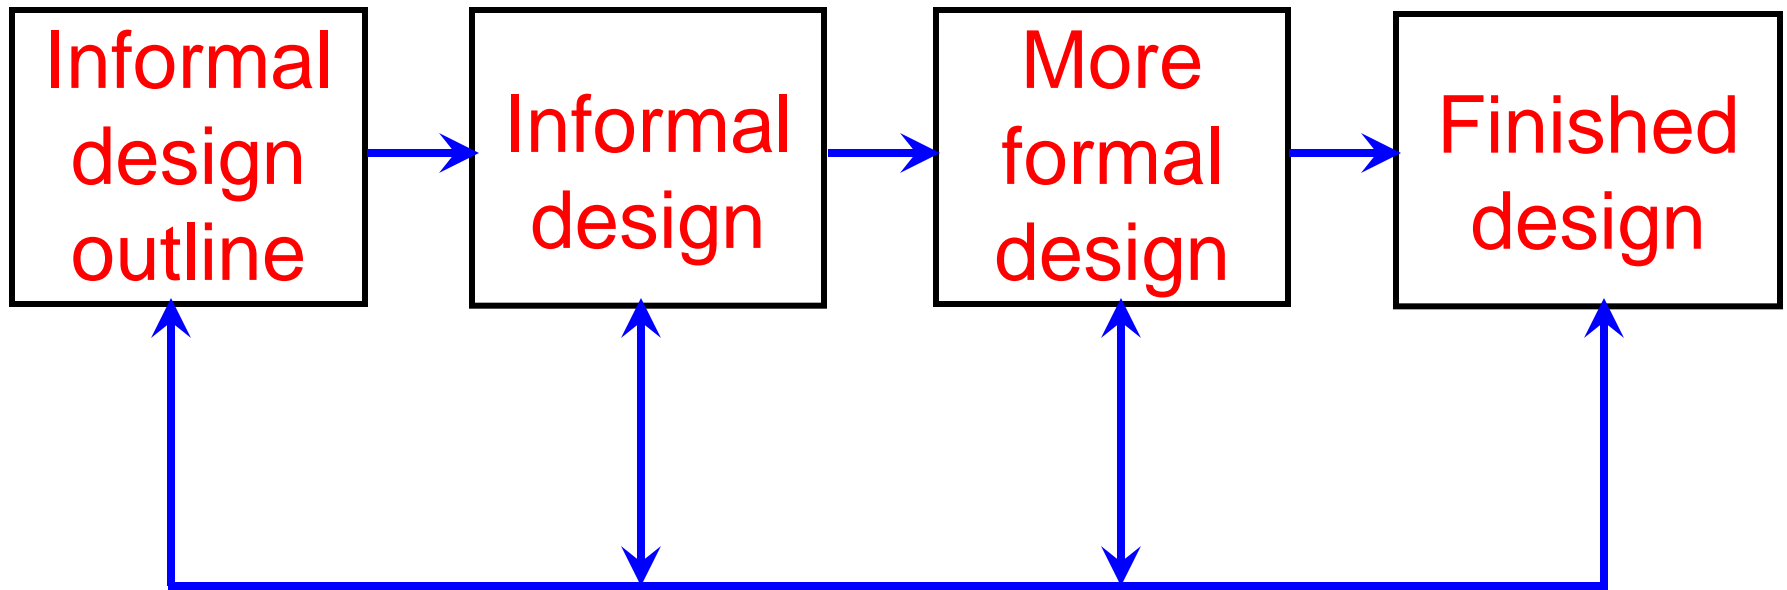 Informal
design
outline
Informal
design
More
formal
design
Finished
design